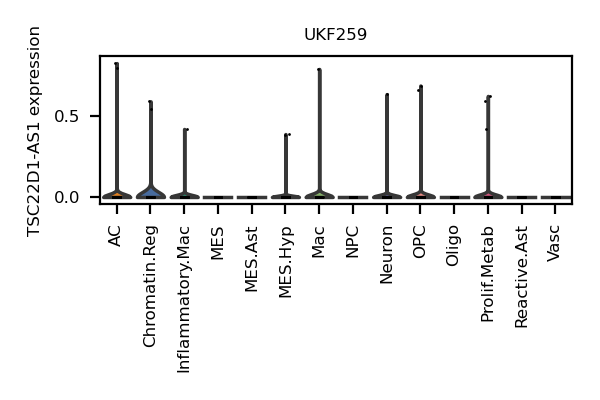 UKF259
TSC22D1-AS1 expression
0.5
0.0
AC
Chromatin.Reg
Inflammatory.Mac
MES
MES.Ast
MES.Hyp
Mac
NPC
Neuron
OPC
Oligo
Prolif.Metab
Reactive.Ast
Vasc